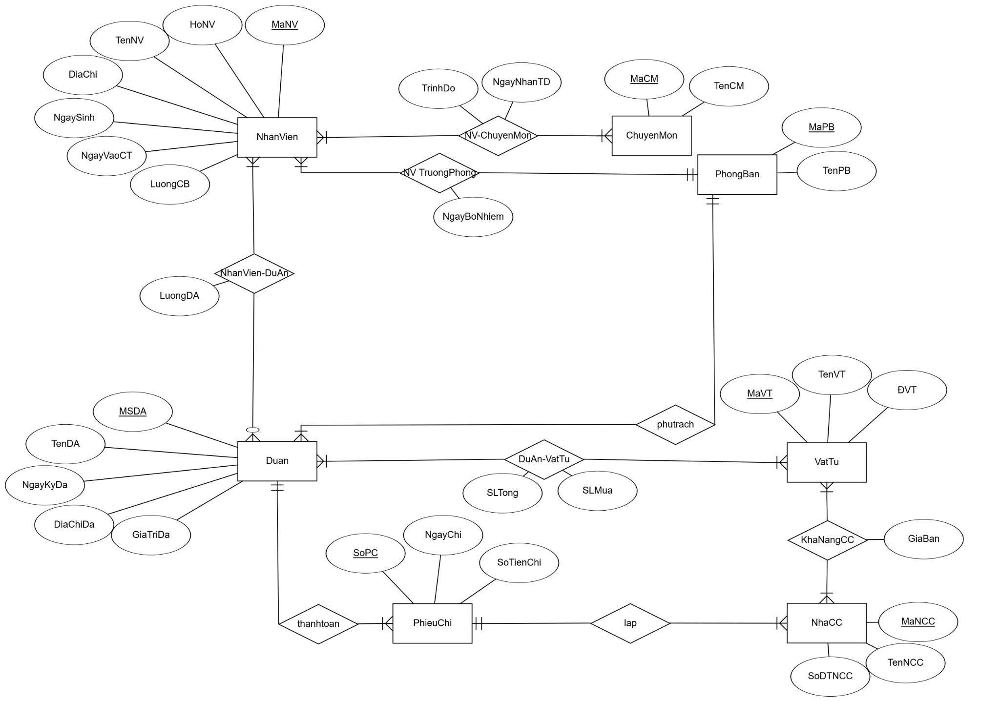 HoNV
MaNV
TenNV
DiaChi
NgaySinh
NgayVaoCT
LuongCB
NhanVien
TrinhDo
NgayNhanTD
NV-ChuyenMon
MaCM
TenCM
ChuyenMon
MaPB
TenPB
PhongBan
NV TruongPhong
NgayBoNhiem
NhanVien-DuAn
LuongDA
MSDA
TenDA
NgayKyDa
DiaChiDa
GiaTriDa
Duan
phutrach
DuAn-VatTu
SLTong
SLMua
MaVT
TenVT
ĐVT
VatTu
KhaNangCC
GiaBan
SoPC
NgayChi
SoTienChi
thanhtoan
PhieuChi
lap
NhaCC
MaNCC
TenNCC
SoDTNCC